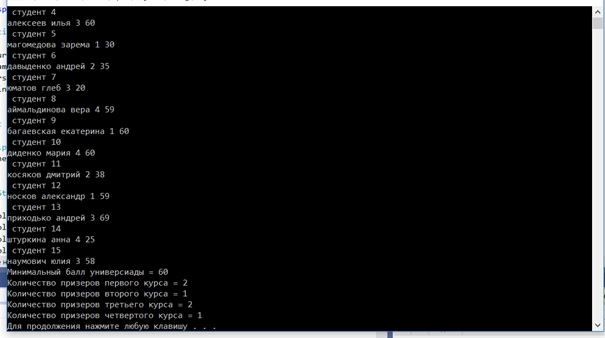 студент 4
алексеев илья 3 60
студент 5
магомедова зарема 1 30
студент 6
давыденко андрей 2 35
студент 7
юматов глеб 3 20
студент 8
аймальдинова вера 4 59
студент 9
багаевская екатерина 1 60
студент 10
диденко мария 4 60
студент 11
косяков дмитрий 2 38
студент 12
носков александр 1 59
студент 13
приходько андрей 3 69
студент 14
штуркина анна 4 25
студент 15
наумович юлия 3 58
Минимальный балл универсиады = 60
Количество призеров первого курса = 2
Количество призеров второго курса = 1
Количество призеров третьего курса = 2
Количество призеров четвертого курса = 1
Для продолжения нажмите любую клавишу . . .